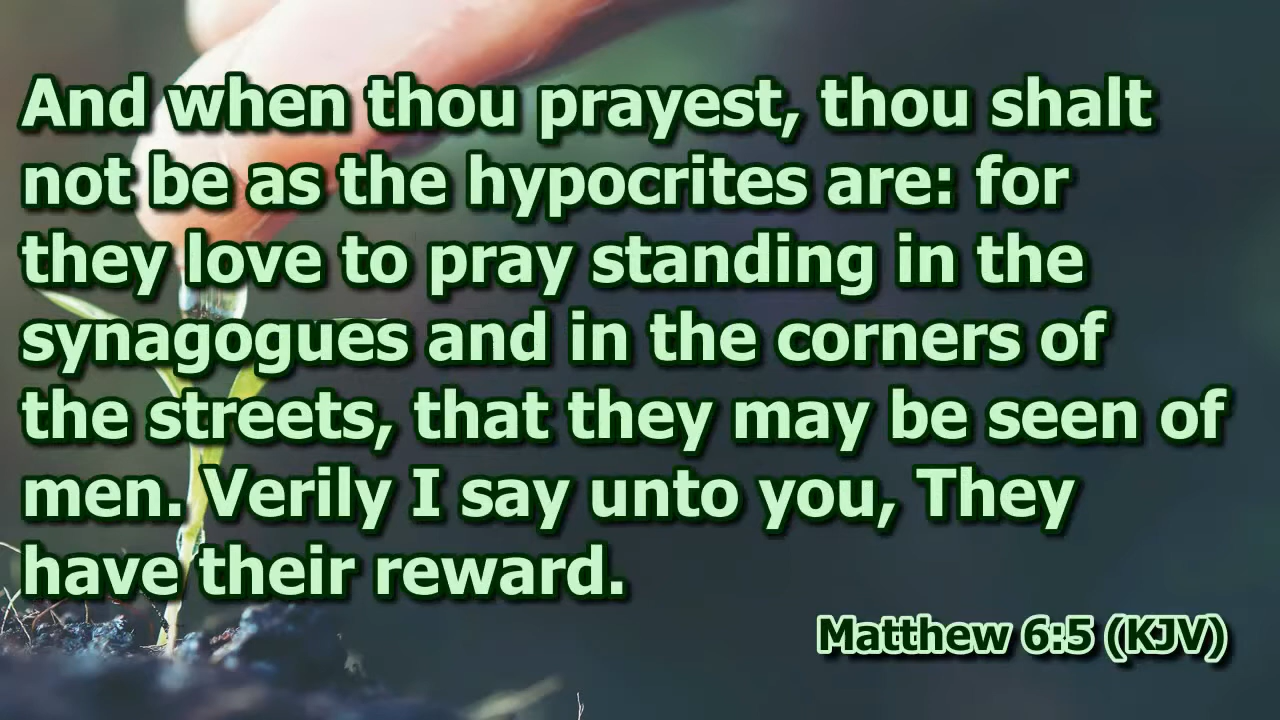 And when thou prayest, thou shalt
not be as the hypocrites are: for
they love to pray standing in the
synagogues and in the corners of
the streets, that they may be seen of
men. Verily I say unto you, They
have their reward.
Matthew 6:5 (KJV)